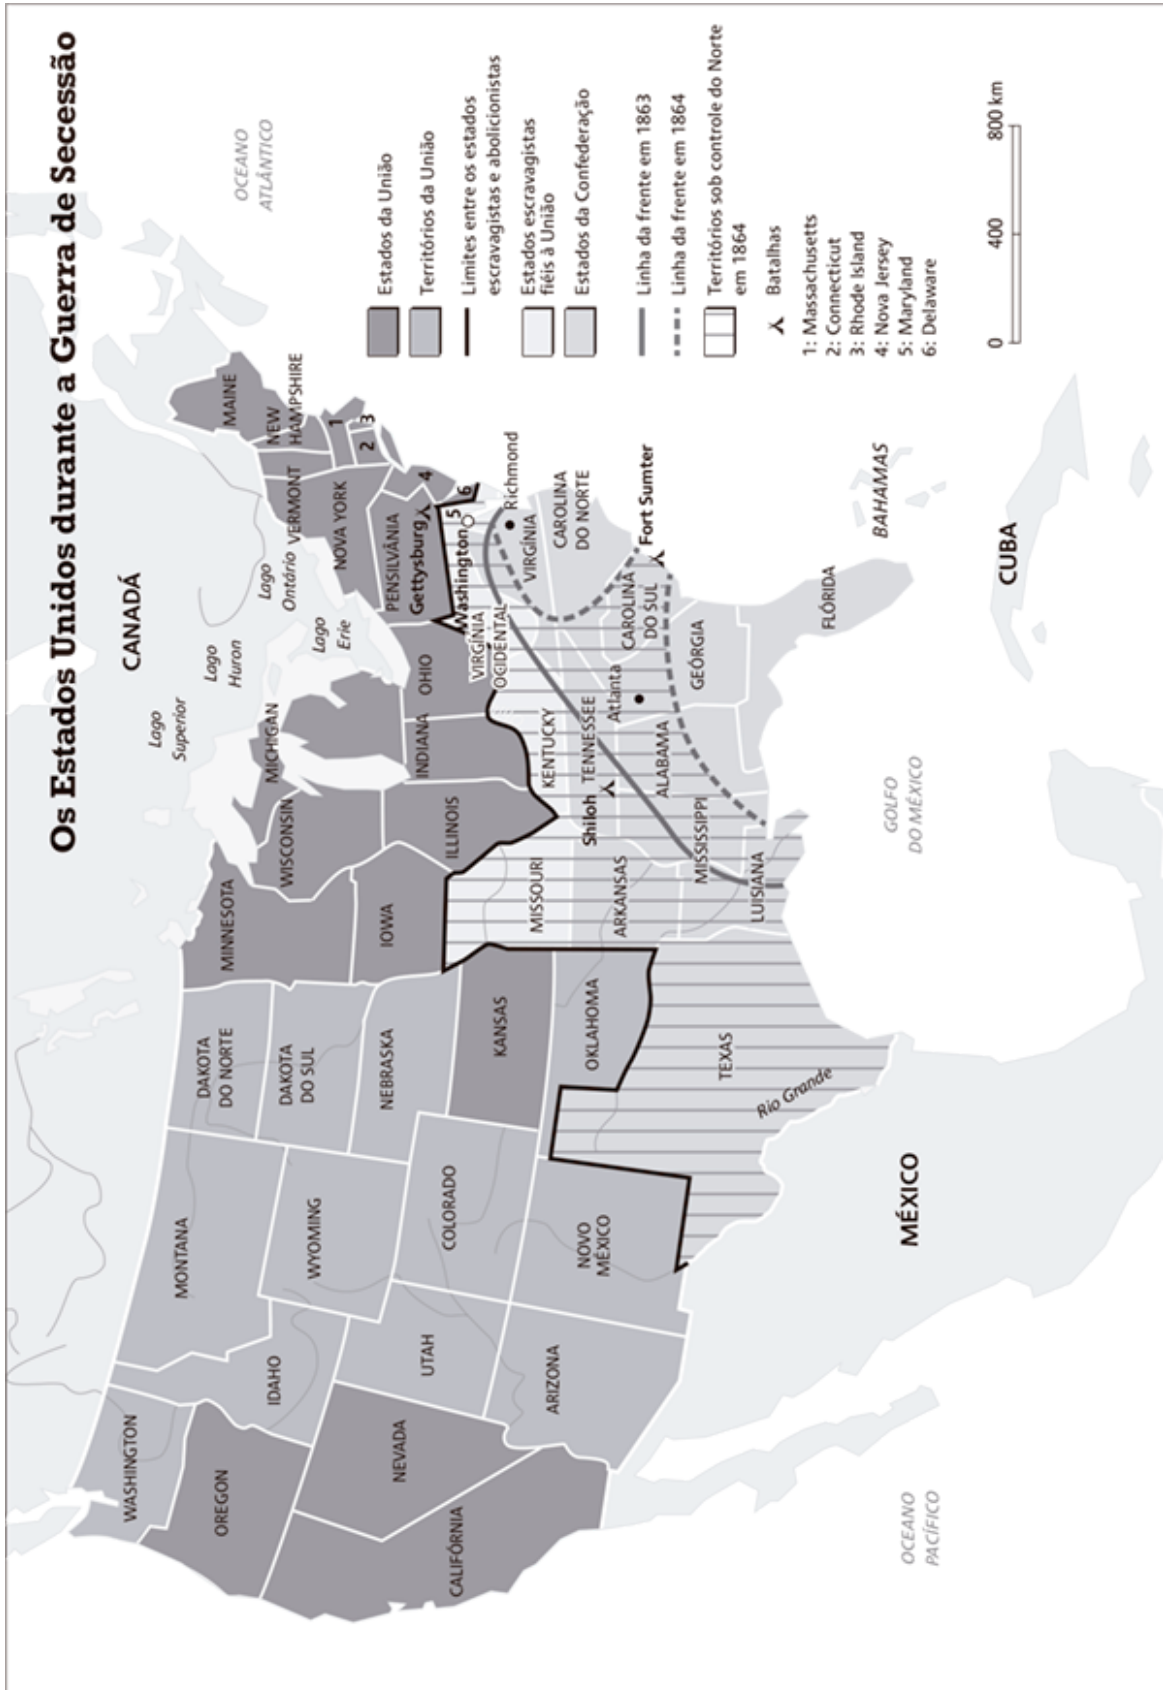 Os Estados Unidos durante a Guerra de Secessão
CANADÁ
OCEANO
ATLÂNTICO
Lago
Superior
Lago
Huron
Lago
Ontário
Lago
Erie
WASHINGTON
OREGON
CALIFÓRNIA
NEVADA
IDAHO
MONTANA
WYOMING
UTAH
ARIZONA
COLORADO
NOVO
MÉXICO
DAKOTA
DO NORTE
DAKOTA
DO SUL
NEBRASKA
KANSAS
OKLAHOMA
TEXAS
Rio Grande
MINNESOTA
IOWA
MISSOURI
ARKANSAS
LUISIANA
WISCONSIN
ILLINOIS
MICHIGAN
INDIANA
OHIO
KENTUCKY
TENNESSEE
Shiloh
MISSISSIPPI
ALABAMA
Atlanta
GEÓRGIA
FLÓRIDA
CAROLINA
DO SUL
Fort Sumter
CAROLINA
DO NORTE
VIRGÍNIA
Richmond
VIRGÍNIA
OCIDENTAL
Washington
Gettysburg
PENSILVÂNIA
NOVA YORK
VERMONT
NEW
HAMPSHIRE
MAINE
1
2
3
4
5
6
MÉXICO
OCEANO
PACÍFICO
GOLFO
DO MÉXICO
CUBA
BAHAMAS
Estados da União
Territórios da União
Limites entre os estados
escravagistas e abolicionistas
Estados escravagistas
fiéis à União
Estados da Confederação
Linha da frente em 1863
Linha da frente em 1864
Territórios sob controle do Norte
em 1864
Batalhas
1: Massachusetts
2: Connecticut
3: Rhode Island
4: Nova Jersey
5: Maryland
6: Delaware
0 400 800 km